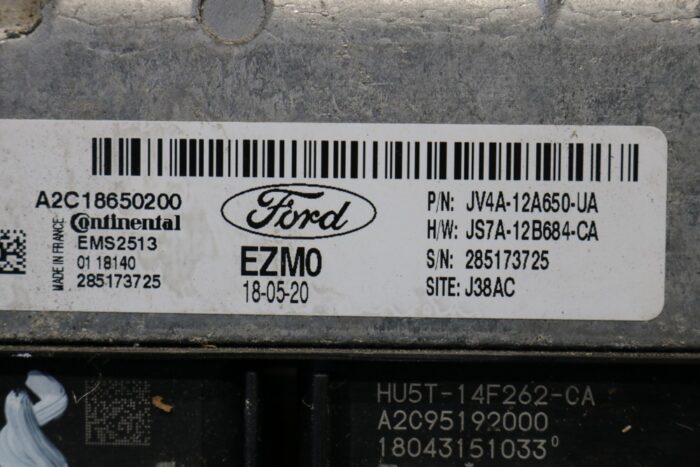 A2C18650200
Continental
EMS2513
01 18140
285173725
MADE IN FRANCE
Ford
EZM0
18-05-20
P/N: JV4A-12A650-UA
H/W: JS7A-12B684-CA
S/N: 285173725
SITE: J38AC
HU5T-14F262-CA
A2C95192000
18043151033⁰